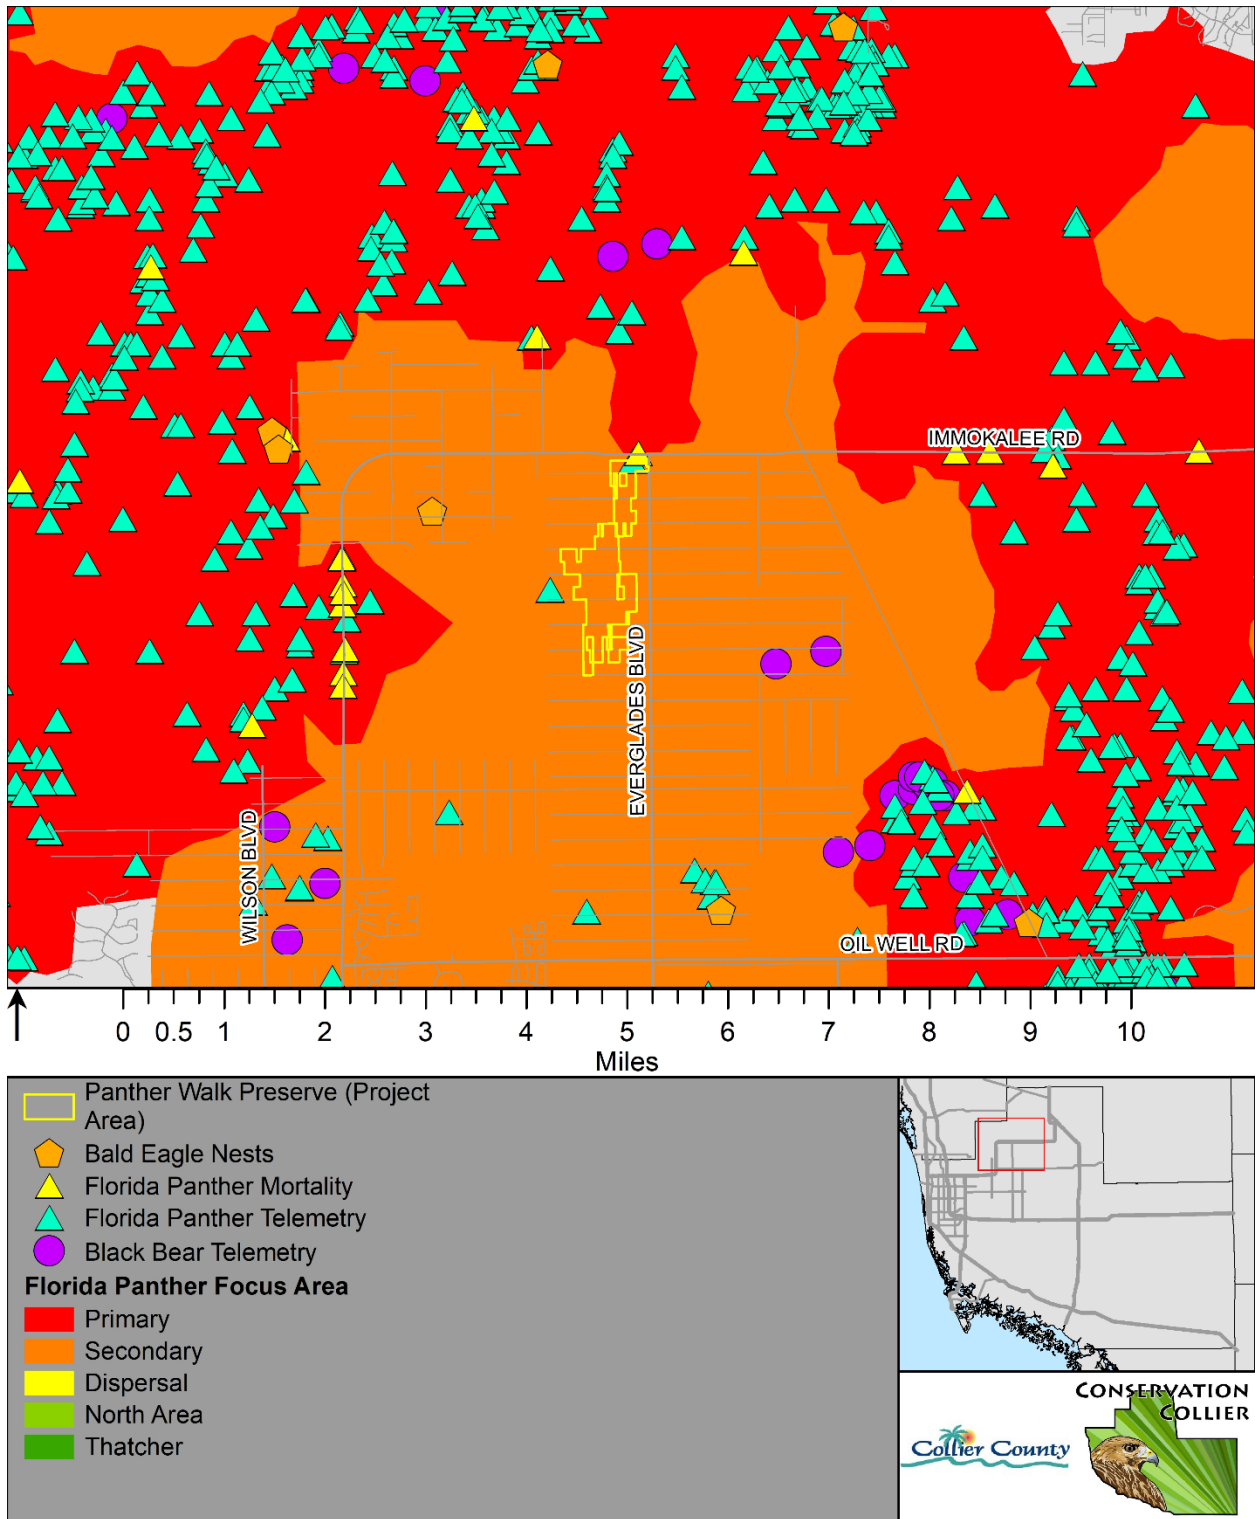 IMMOKALEE RD
EVERGLADES BLVD
WILSON BLVD
OIL WELL RD
0 0.5 1 2 3 4 5 6 7 8 9 10
Miles
Panther Walk Preserve (Project
Area)
Bald Eagle Nests
Florida Panther Mortality
Florida Panther Telemetry
Black Bear Telemetry
Florida Panther Focus Area
Primary
Secondary
Dispersal
North Area
Thatcher
CONSERVATION
COLLIER
Collier County